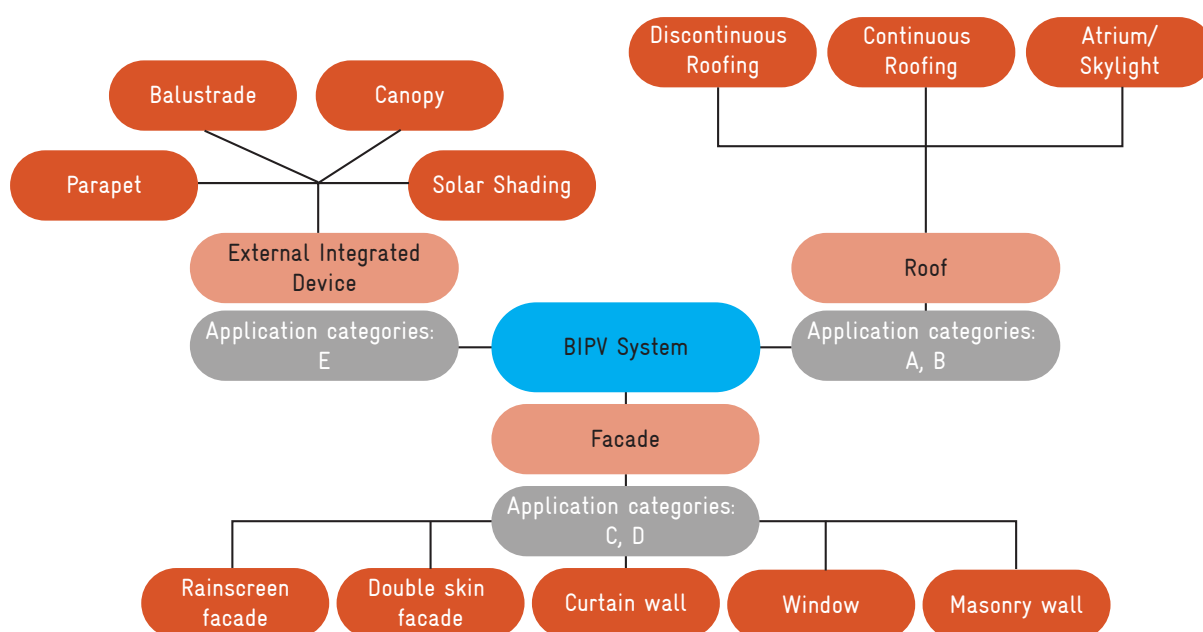 Discontinuous
Roofing
Continuous
Roofing
Atrium/
Skylight
Balustrade
Canopy
Parapet
Solar Shading
External Integrated
Device
Roof
Application categories:
E
BIPV System
Application categories:
A, B
Facade
Application categories:
C, D
Rainscreen
facade
Double skin
facade
Curtain wall
Window
Masonry wall